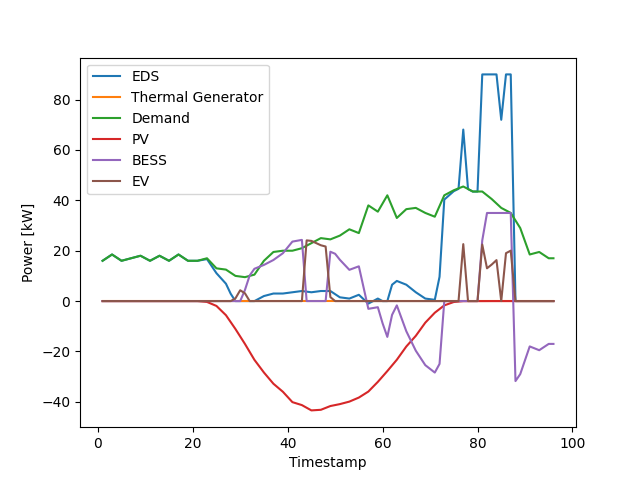 EDS
Thermal Generator
Demand
PV
BESS
EV
80
60
40
20
0
−20
−40
Power [kW]
0 20 40 60 80 100
Timestamp